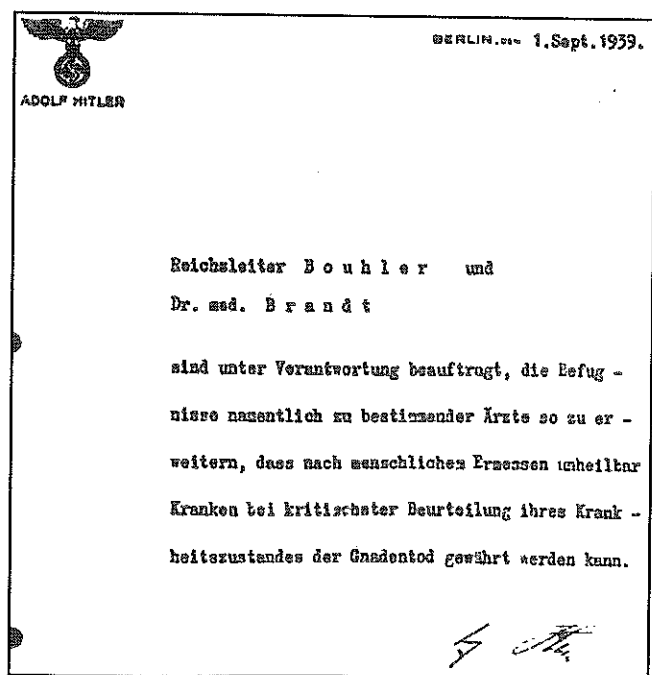 BERLIN, DEN 1.Sept.1939.
ADOLF HITLER
Reichsleiter B o u h l e r und
Dr. med. B r a n d t
sind unter Verantwortung beauftragt, die Befug -
nisse namentlich zu bestimmender Ärzte so zu er -
weitern, dass nach menschlichem Ermessen unheilbar
Kranken bei kritischster Beurteilung ihres Krank -
heitszustandes der Gnadentod gewährt werden kann.